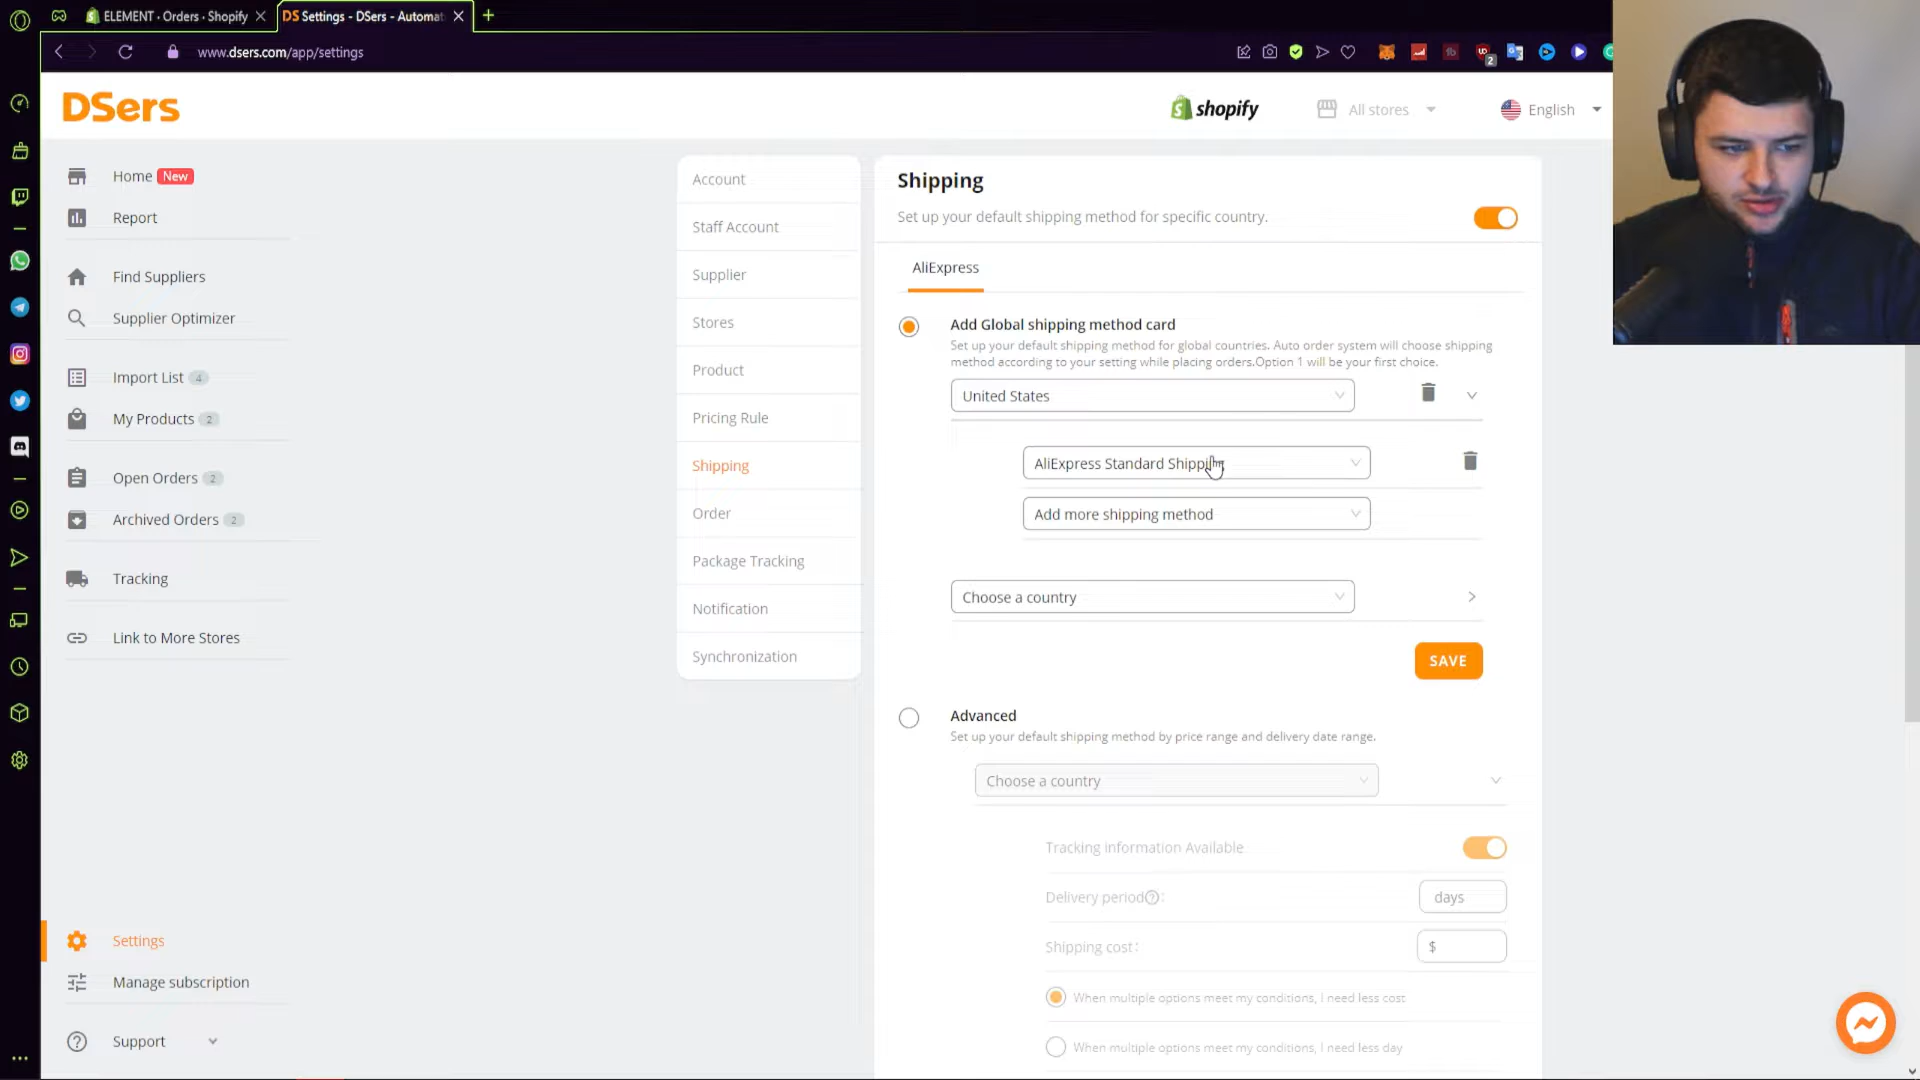 ELEMENT · Orders · Shopify
DS Settings - DSers - Automat
www.dsers.com/app/settings
2
DSers
shopify
All stores
English
Home New
Report
Find Suppliers
Supplier Optimizer
Import List 4
My Products 2
Open Orders 2
Archived Orders 2
Tracking
Link to More Stores
Settings
Manage subscription
Support
Account
Staff Account
Supplier
Stores
Product
Pricing Rule
Shipping
Order
Package Tracking
Notification
Synchronization
Shipping
Set up your default shipping method for specific country.
AliExpress
Add Global shipping method card
Set up your default shipping method for global countries. Auto order system will choose shipping
method according to your setting while placing orders.Option 1 will be your first choice.
United States
AliExpress Standard Shipping
Add more shipping method
Choose a country
SAVE
Advanced
Set up your default shipping method by price range and delivery date range.
Choose a country
Tracking information Available
Delivery period :
days
Shipping cost:
$
When multiple options meet my conditions, I need less cost
When multiple options meet my conditions, I need less day